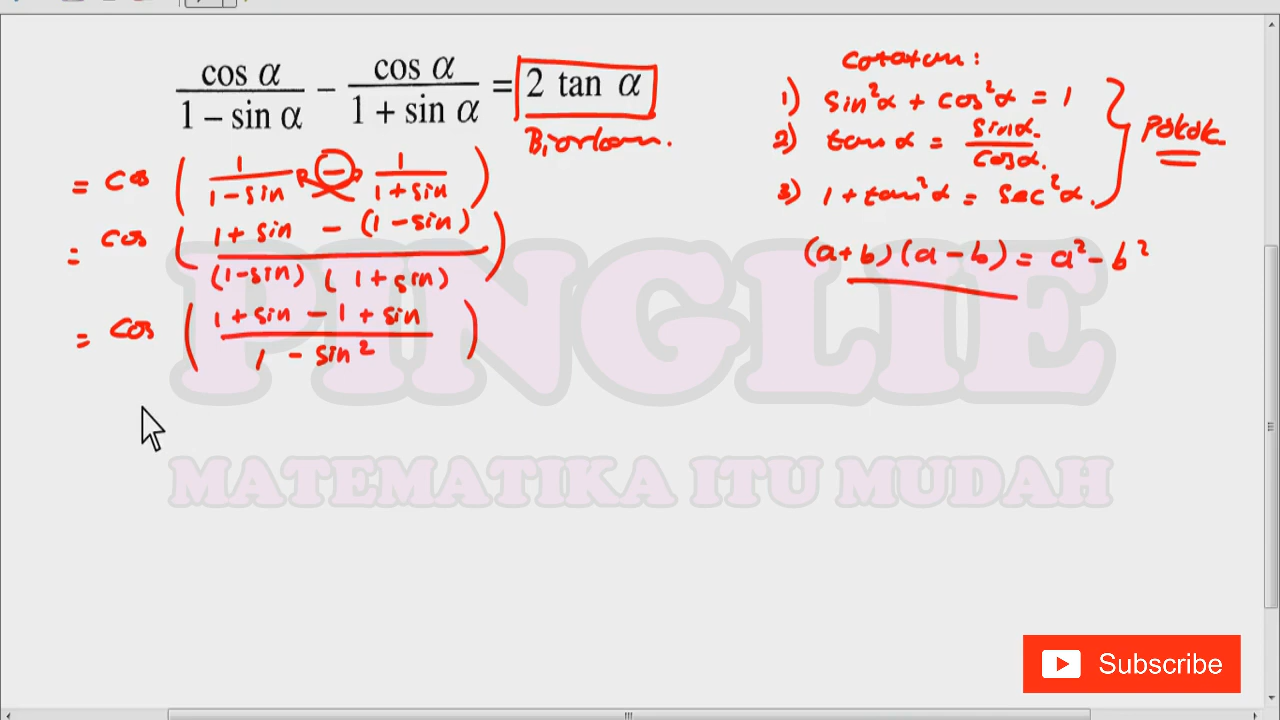 cos α / (1 − sin α) − cos α / (1 + sin α) = 2 tan α
Biarkan.
= cos ( 1 / (1 − sin) − 1 / (1 + sin) )
= cos ( (1 + sin − (1 − sin)) / ((1 − sin) (1 + sin)) )
= cos ( (1 + sin − 1 + sin) / (1 − sin²) )
Catatan :
1) sin²α + cos²α = 1
2) tan α = sin α. / cos α.
3) 1 + tan²α = sec²α.
Pokok
(a + b) (a − b) = a² − b²
PINGLIE
MATEMATIKA ITU MUDAH
Subscribe